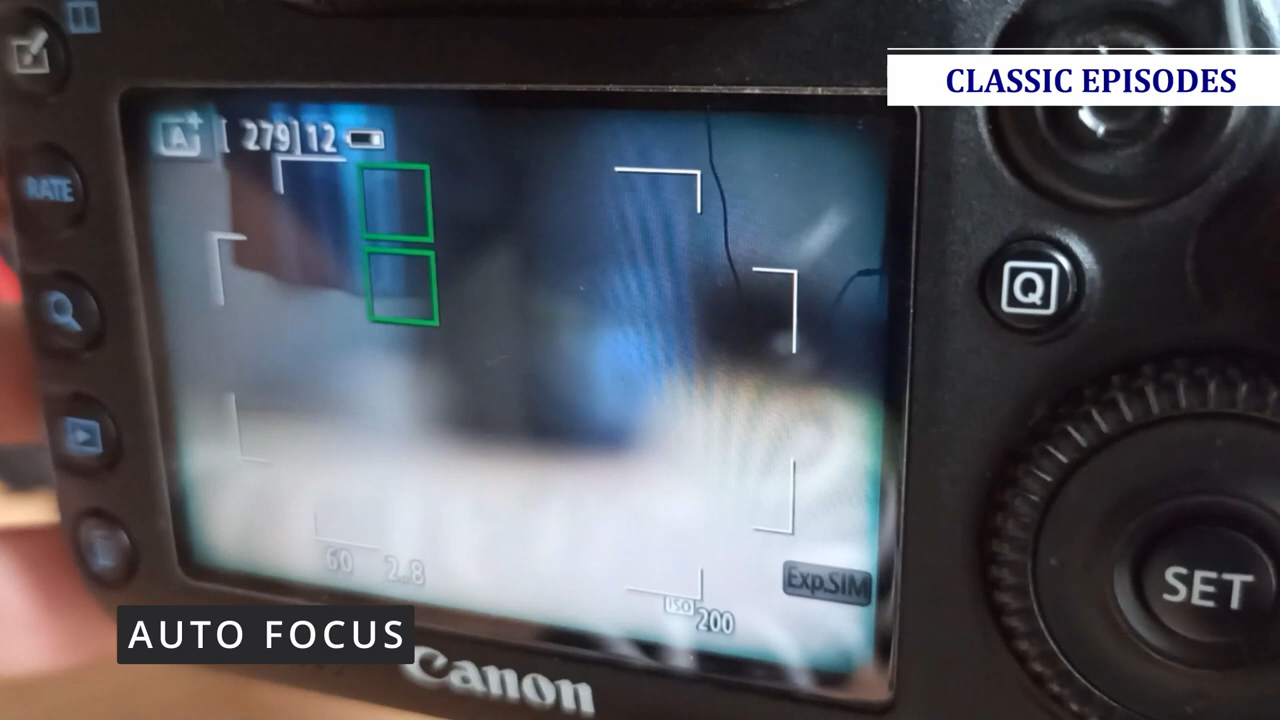 CLASSIC EPISODES
A+ [ 279]12
RATE
Q
60 2.8
Exp.SIM
ISO 200
SET
AUTO FOCUS
Canon